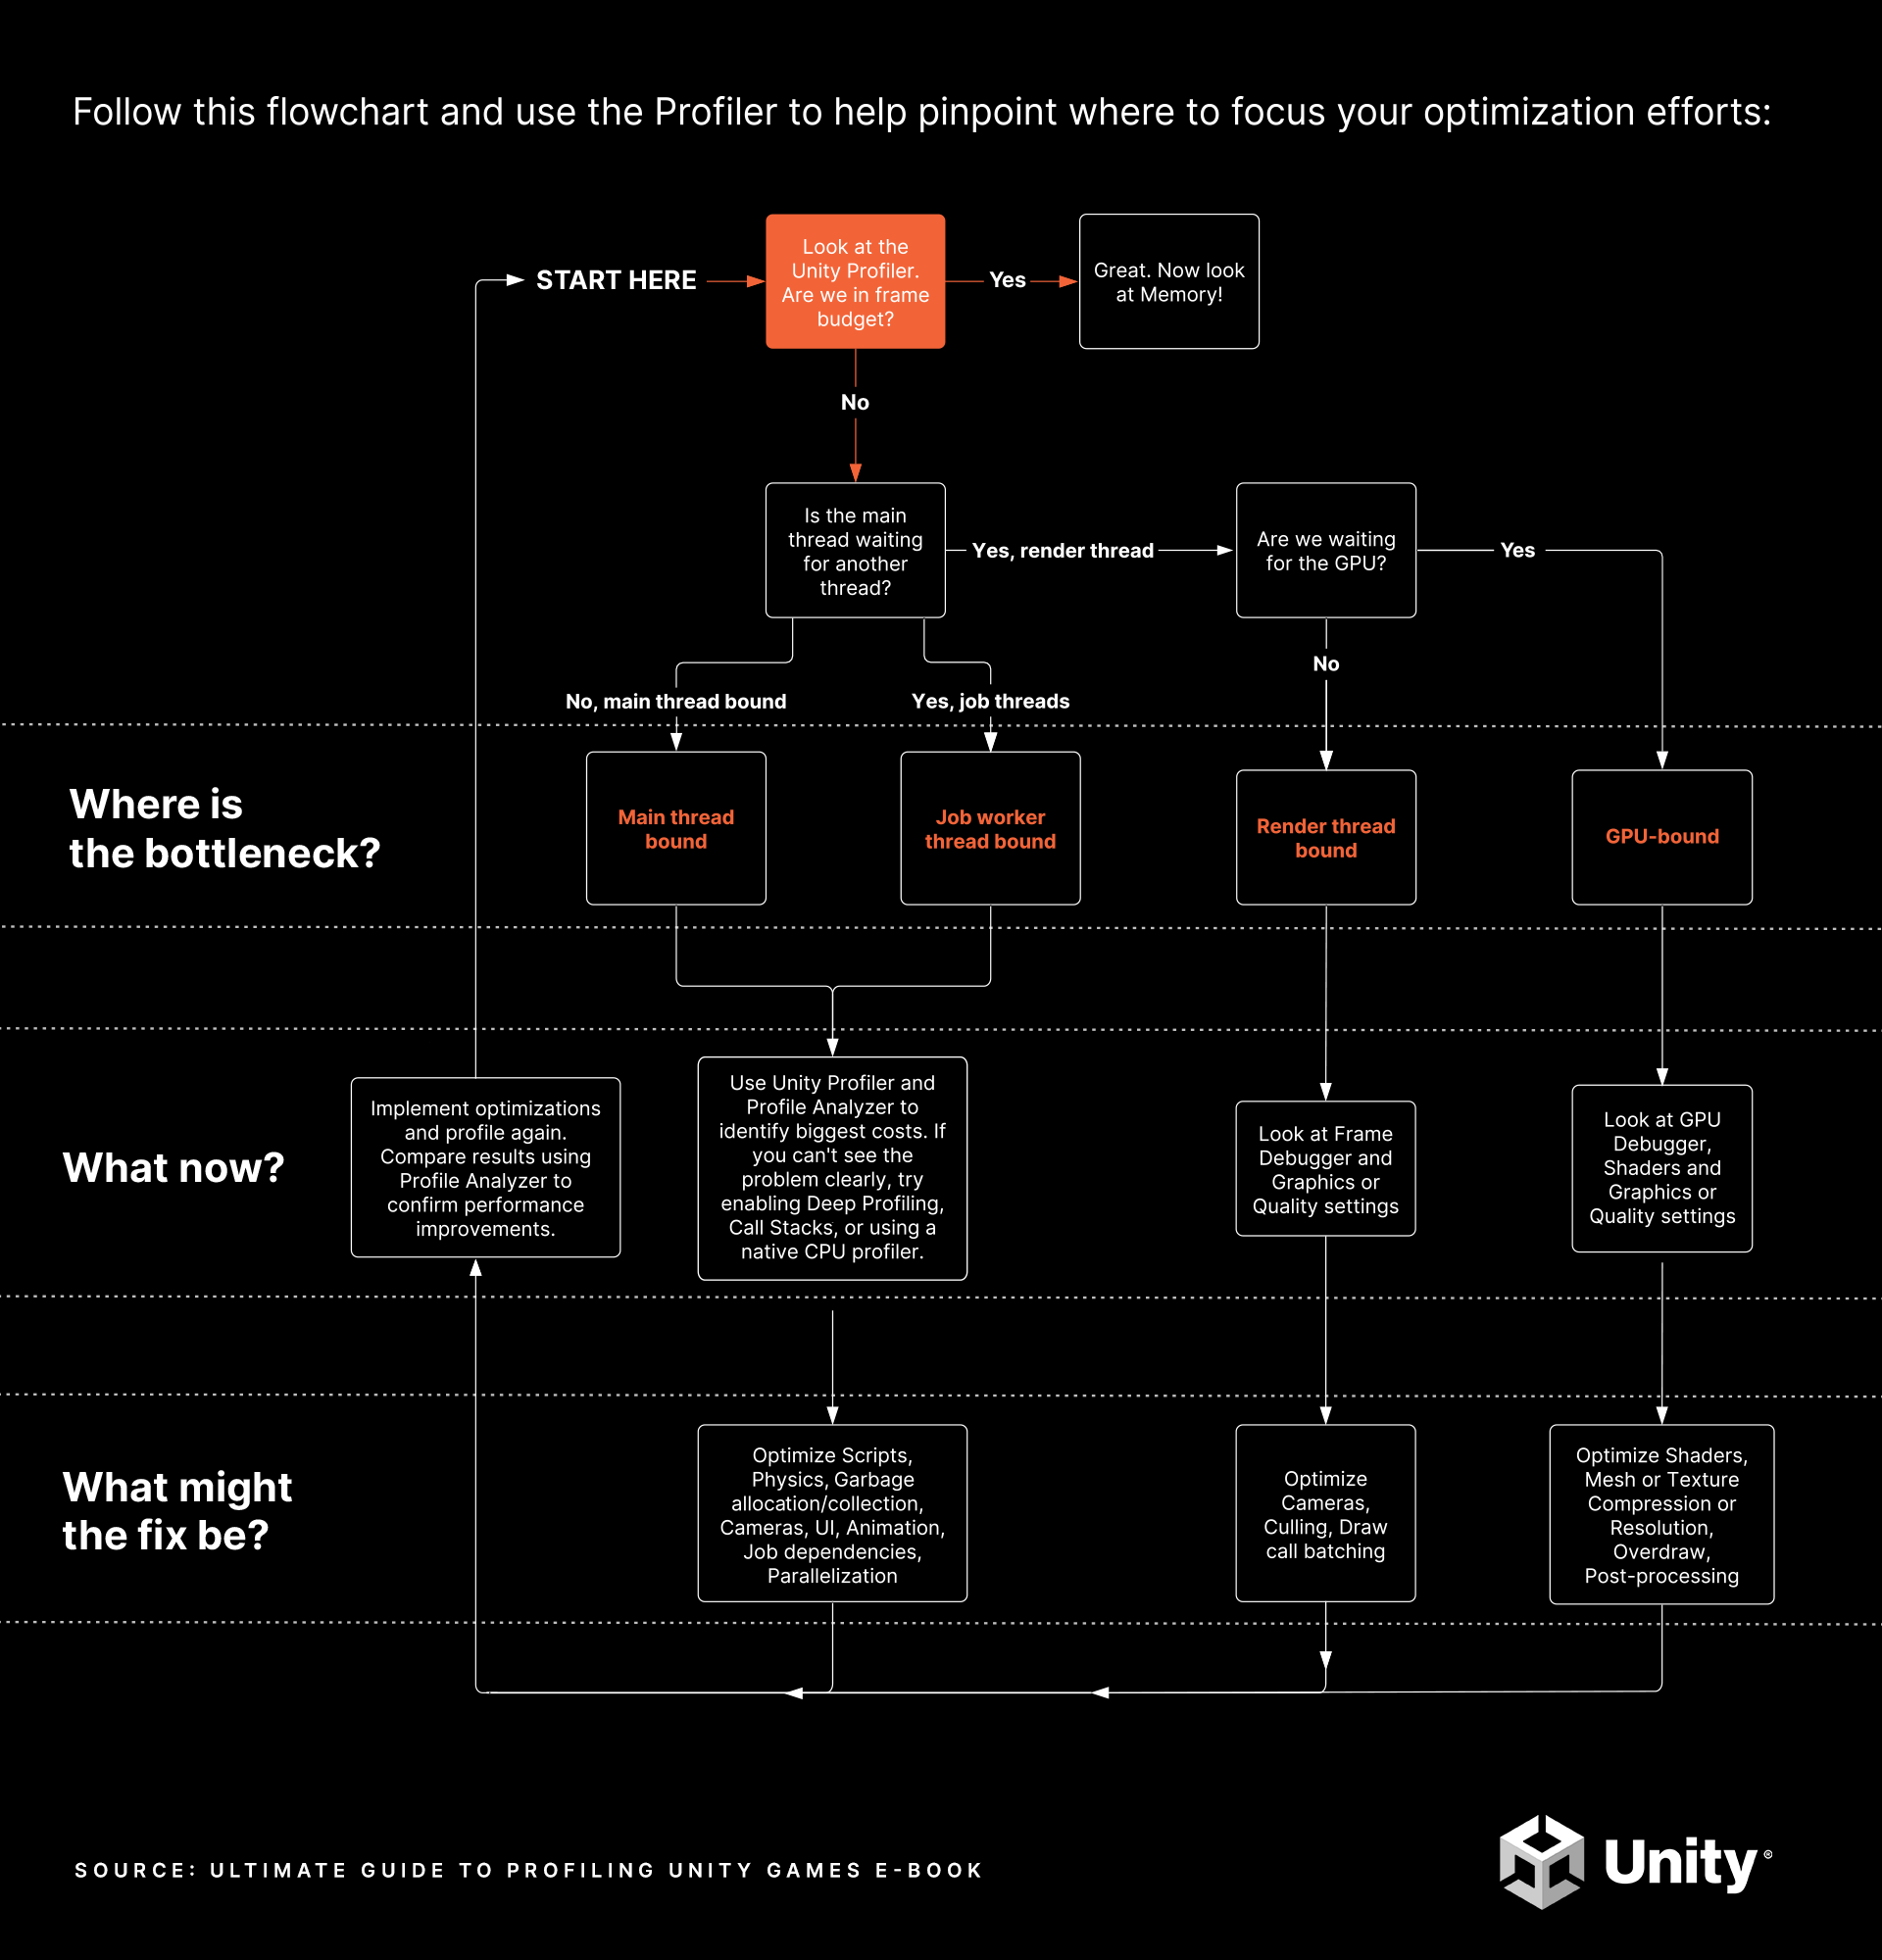 Follow this flowchart and use the Profiler to help pinpoint where to focus your optimization efforts:
START HERE
Look at the
Unity Profiler.
Are we in frame
budget?
Yes
Great. Now look
at Memory!
No
Is the main
thread waiting
for another
thread?
Yes, render thread
Are we waiting
for the GPU?
Yes
No
No, main thread bound
Yes, job threads
Where is
the bottleneck?
Main thread
bound
Job worker
thread bound
Render thread
bound
GPU-bound
What now?
Implement optimizations
and profile again.
Compare results using
Profile Analyzer to
confirm performance
improvements.
Use Unity Profiler and
Profile Analyzer to
identify biggest costs. If
you can't see the
problem clearly, try
enabling Deep Profiling,
Call Stacks, or using a
native CPU profiler.
Look at Frame
Debugger and
Graphics or
Quality settings
Look at GPU
Debugger,
Shaders and
Graphics or
Quality settings
What might
the fix be?
Optimize Scripts,
Physics, Garbage
allocation/collection,
Cameras, UI, Animation,
Job dependencies,
Parallelization
Optimize
Cameras,
Culling, Draw
call batching
Optimize Shaders,
Mesh or Texture
Compression or
Resolution,
Overdraw,
Post-processing
SOURCE: ULTIMATE GUIDE TO PROFILING UNITY GAMES E-BOOK
Unity®